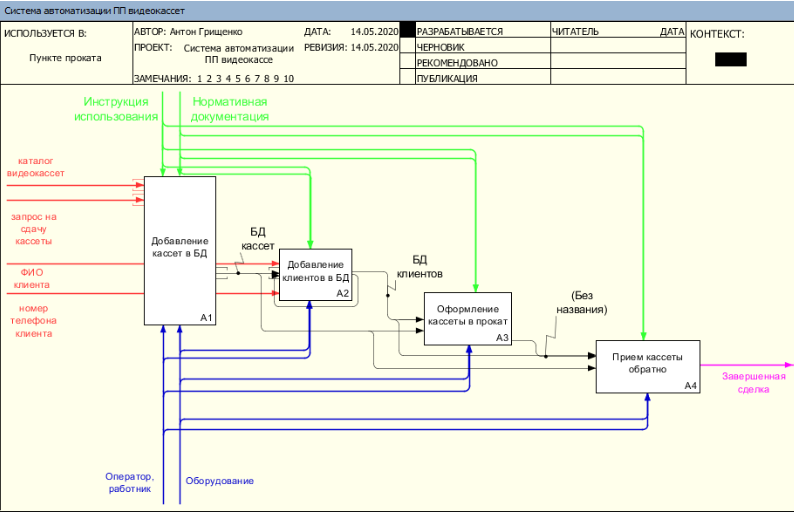 Система автоматизации ПП видеокассет
ИСПОЛЬЗУЕТСЯ В:
Пункте проката
АВТОР: Антон Грищенко
ДАТА: 14.05.2020
ПРОЕКТ: Система автоматизации
ПП видеокассе
РЕВИЗИЯ: 14.05.2020
ЗАМЕЧАНИЯ: 1 2 3 4 5 6 7 8 9 10
РАЗРАБАТЫВАЕТСЯ
ЧЕРНОВИК
РЕКОМЕНДОВАНО
ПУБЛИКАЦИЯ
ЧИТАТЕЛЬ
ДАТА
КОНТЕКСТ:
Инструкция
использования
Нормативная
документация
каталог
видеокассет
запрос на
сдачу
кассеты
ФИО
клиента
номер
телефона
клиента
Добавление
кассет в БД
A1
БД
кассет
Добавление
клиентов в БД
A2
БД
клиентов
Оформление
кассеты в прокат
A3
(Без
названия)
Прием кассеты
обратно
A4
Завершенная
сделка
Оператор,
работник
Оборудование